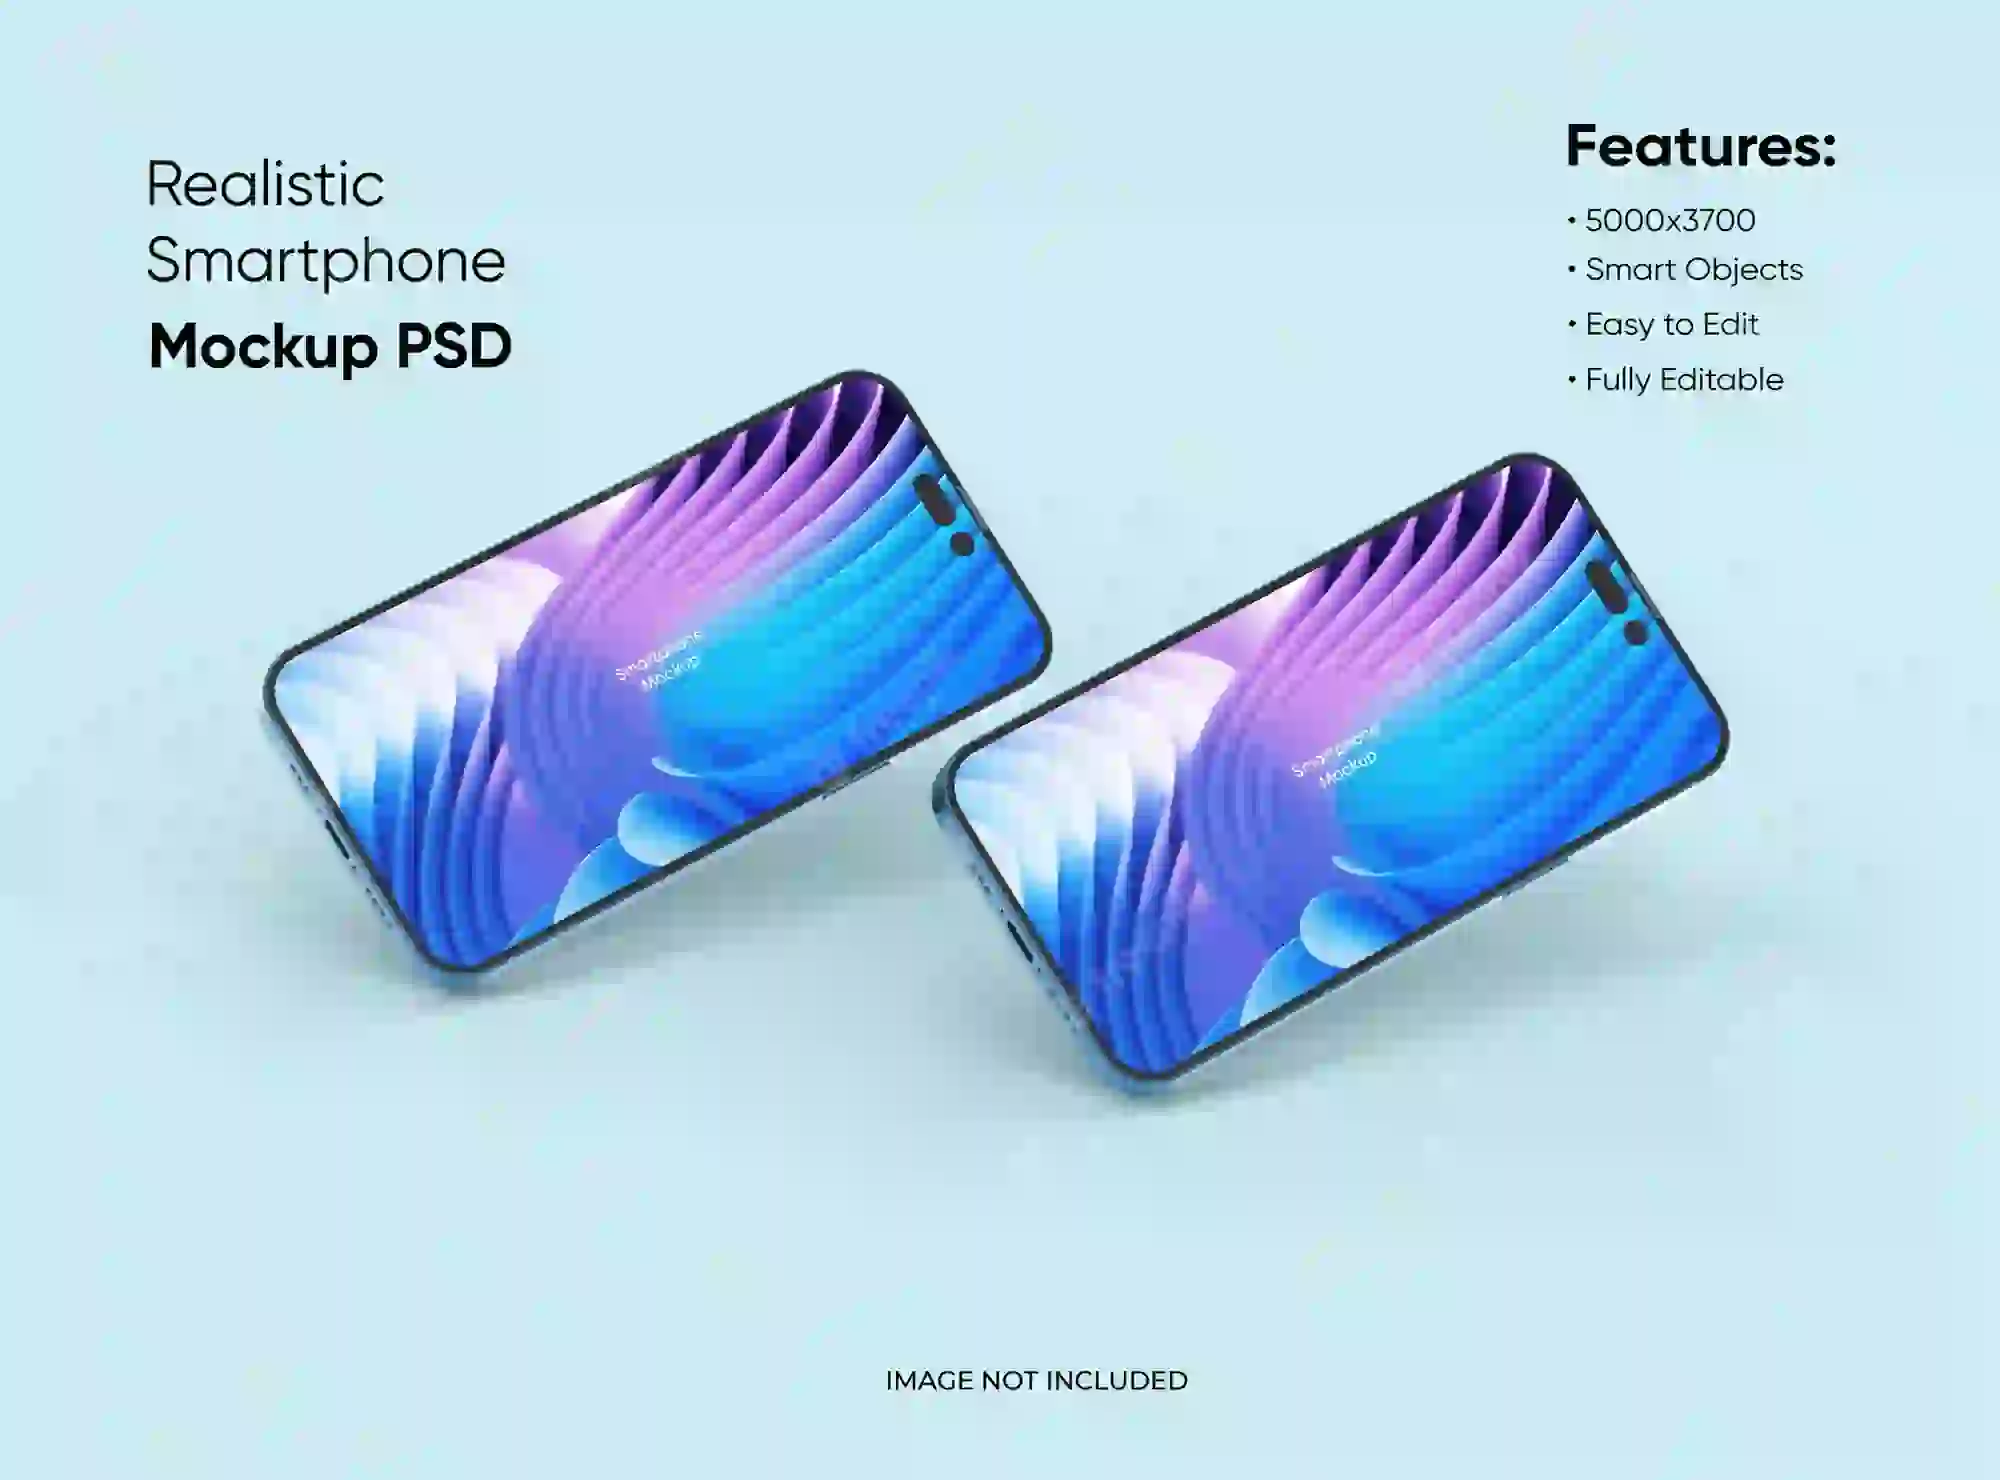 Realistic
Smartphone
Mockup PSD
Features:
• 5000x3700
• Smart Objects
• Easy to Edit
• Fully Editable
Smartphone
Mockup
Smartphone
Mockup
IMAGE NOT INCLUDED